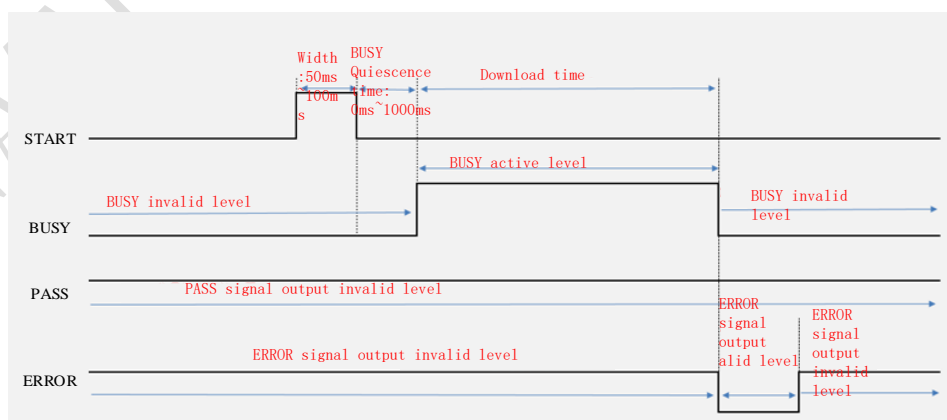 Width
:50ms
~100m
s
BUSY
Quiescence
Time:
0ms~1000ms
Download time
START
BUSY active level
BUSY invalid level
BUSY invalid
level
BUSY
PASS signal output invalid level
PASS
ERROR
signal
output
alid level
ERROR
signal
output
invalid
level
ERROR signal output invalid level
ERROR